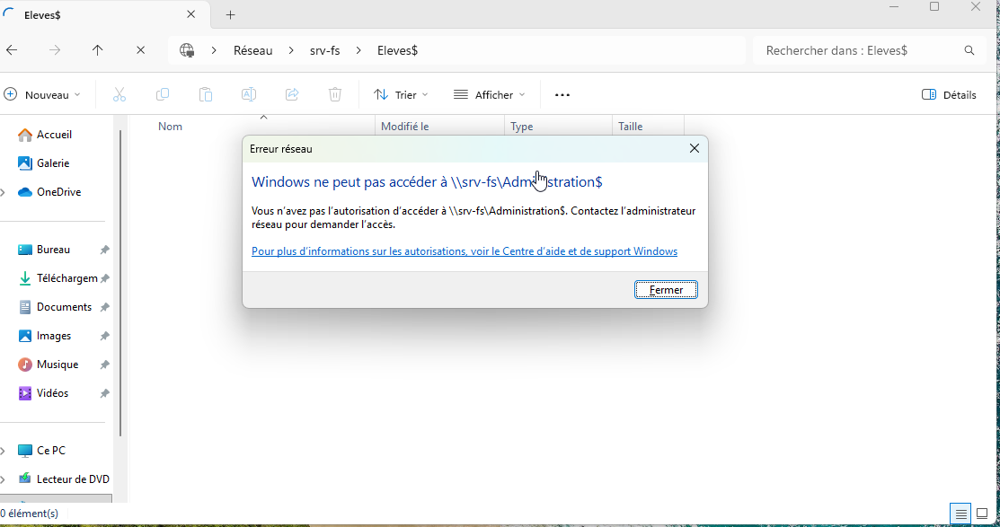 Eleves$
Réseau
srv-fs
Eleves$
Rechercher dans : Eleves$
Nouveau
Trier
Afficher
Détails
Nom
Modifié le
Type
Taille
Accueil
Galerie
OneDrive
Bureau
Téléchargem
Documents
Images
Musique
Vidéos
Ce PC
Lecteur de DVD
Erreur réseau
Windows ne peut pas accéder à \\srv-fs\Administration$
Vous n'avez pas l'autorisation d'accéder à \\srv-fs\Administration$. Contactez l'administrateur
réseau pour demander l'accès.
Pour plus d'informations sur les autorisations, voir le Centre d'aide et de support Windows
Fermer
0 élément(s)